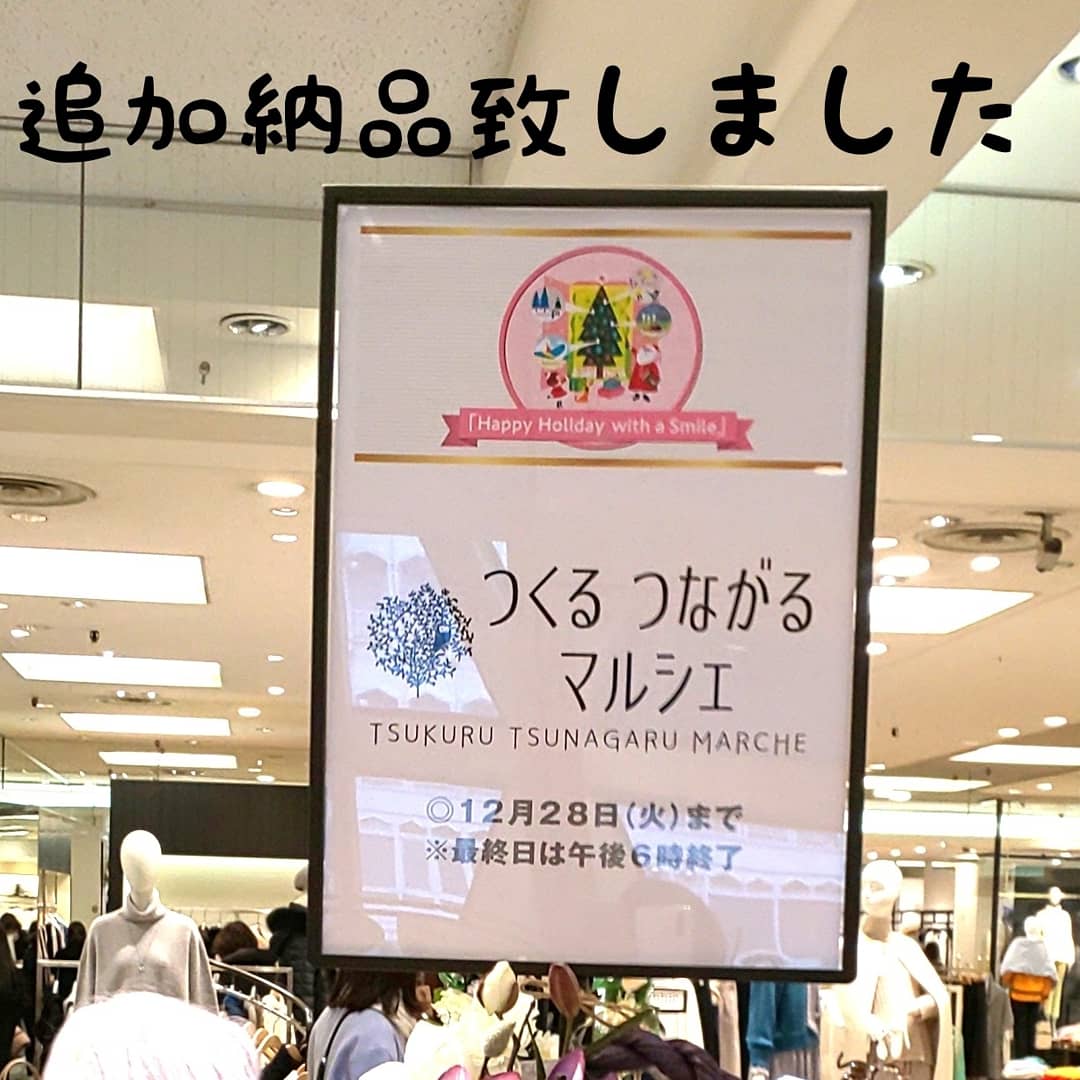 追加納品致しました
「Happy Holiday with a Smile」
つくる つながる
マルシェ
TSUKURU TSUNAGARU MARCHE
◎12月28日(火)まで
※最終日は午後6時終了